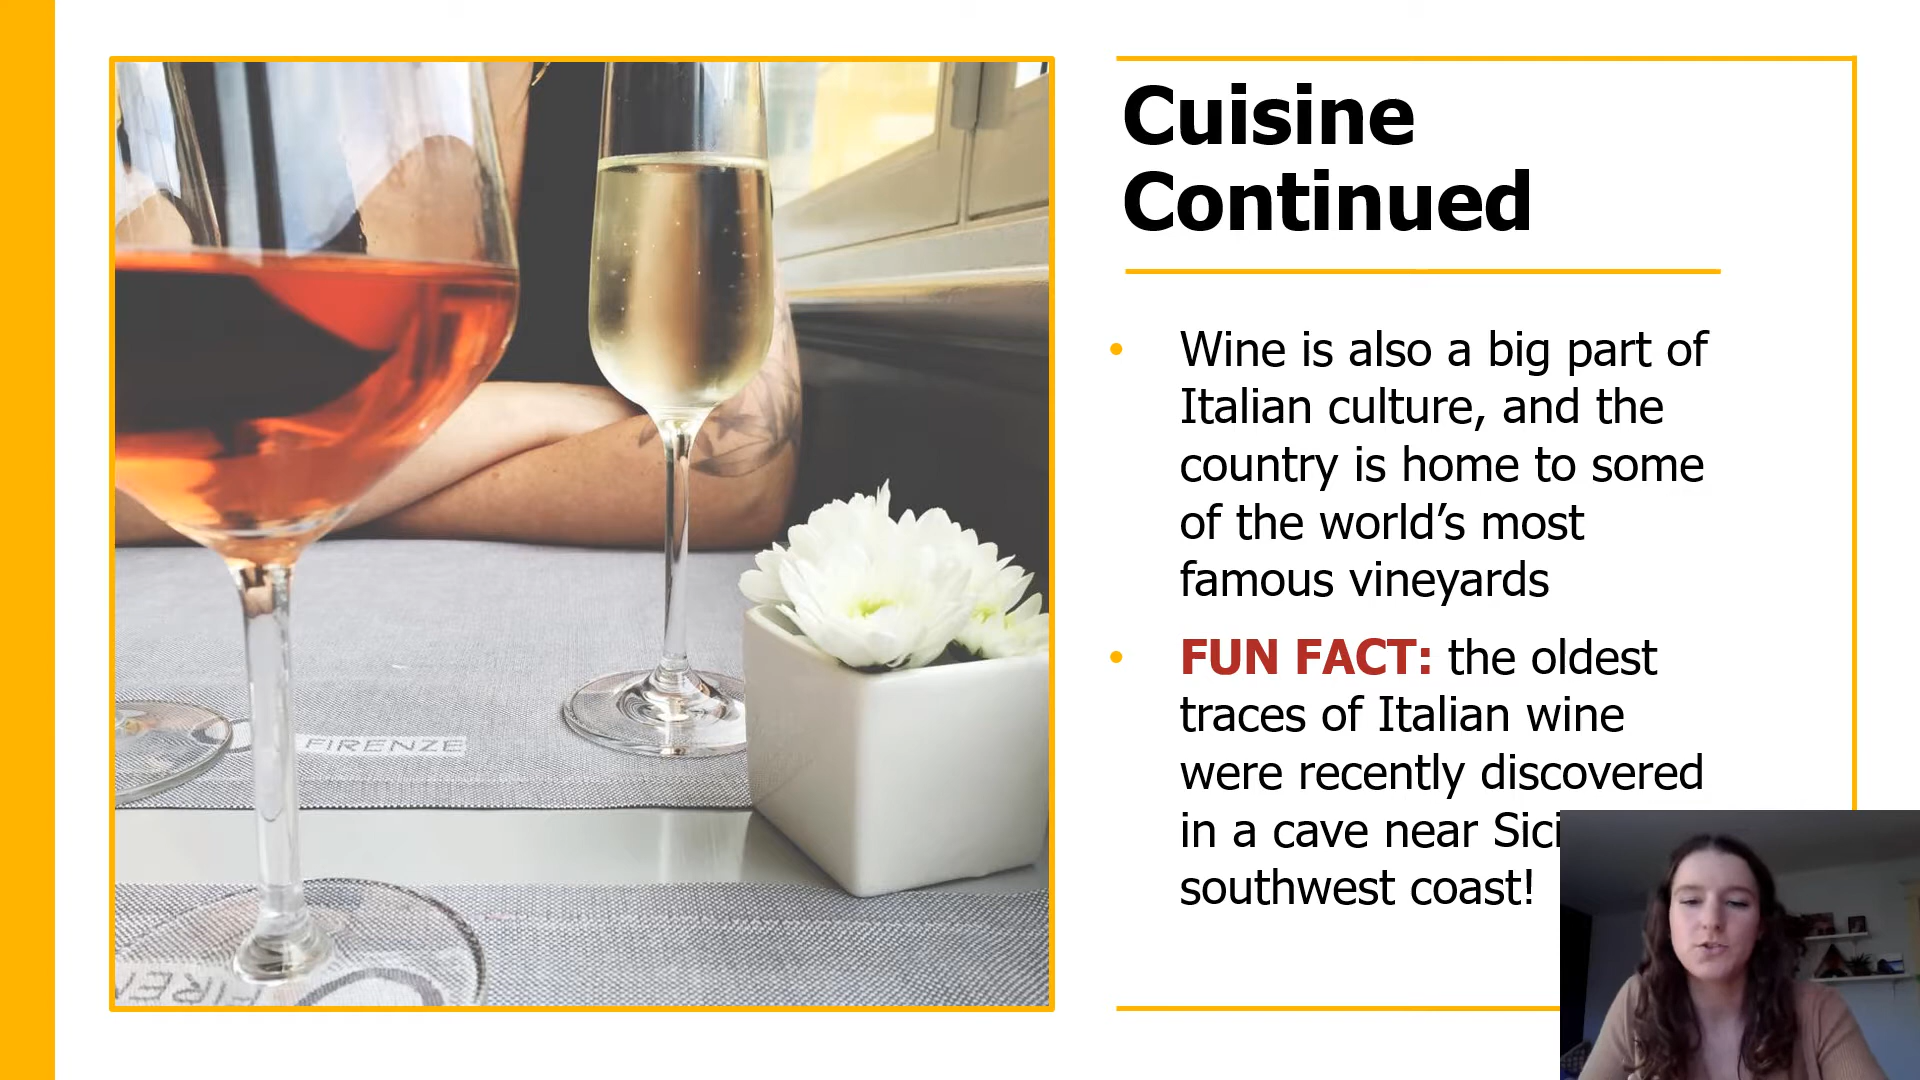 Cuisine
Continued
Wine is also a big part of
Italian culture, and the
country is home to some
of the world’s most
famous vineyards
FUN FACT: the oldest
traces of Italian wine
were recently discovered
in a cave near
southwest coast!
FIRENZE